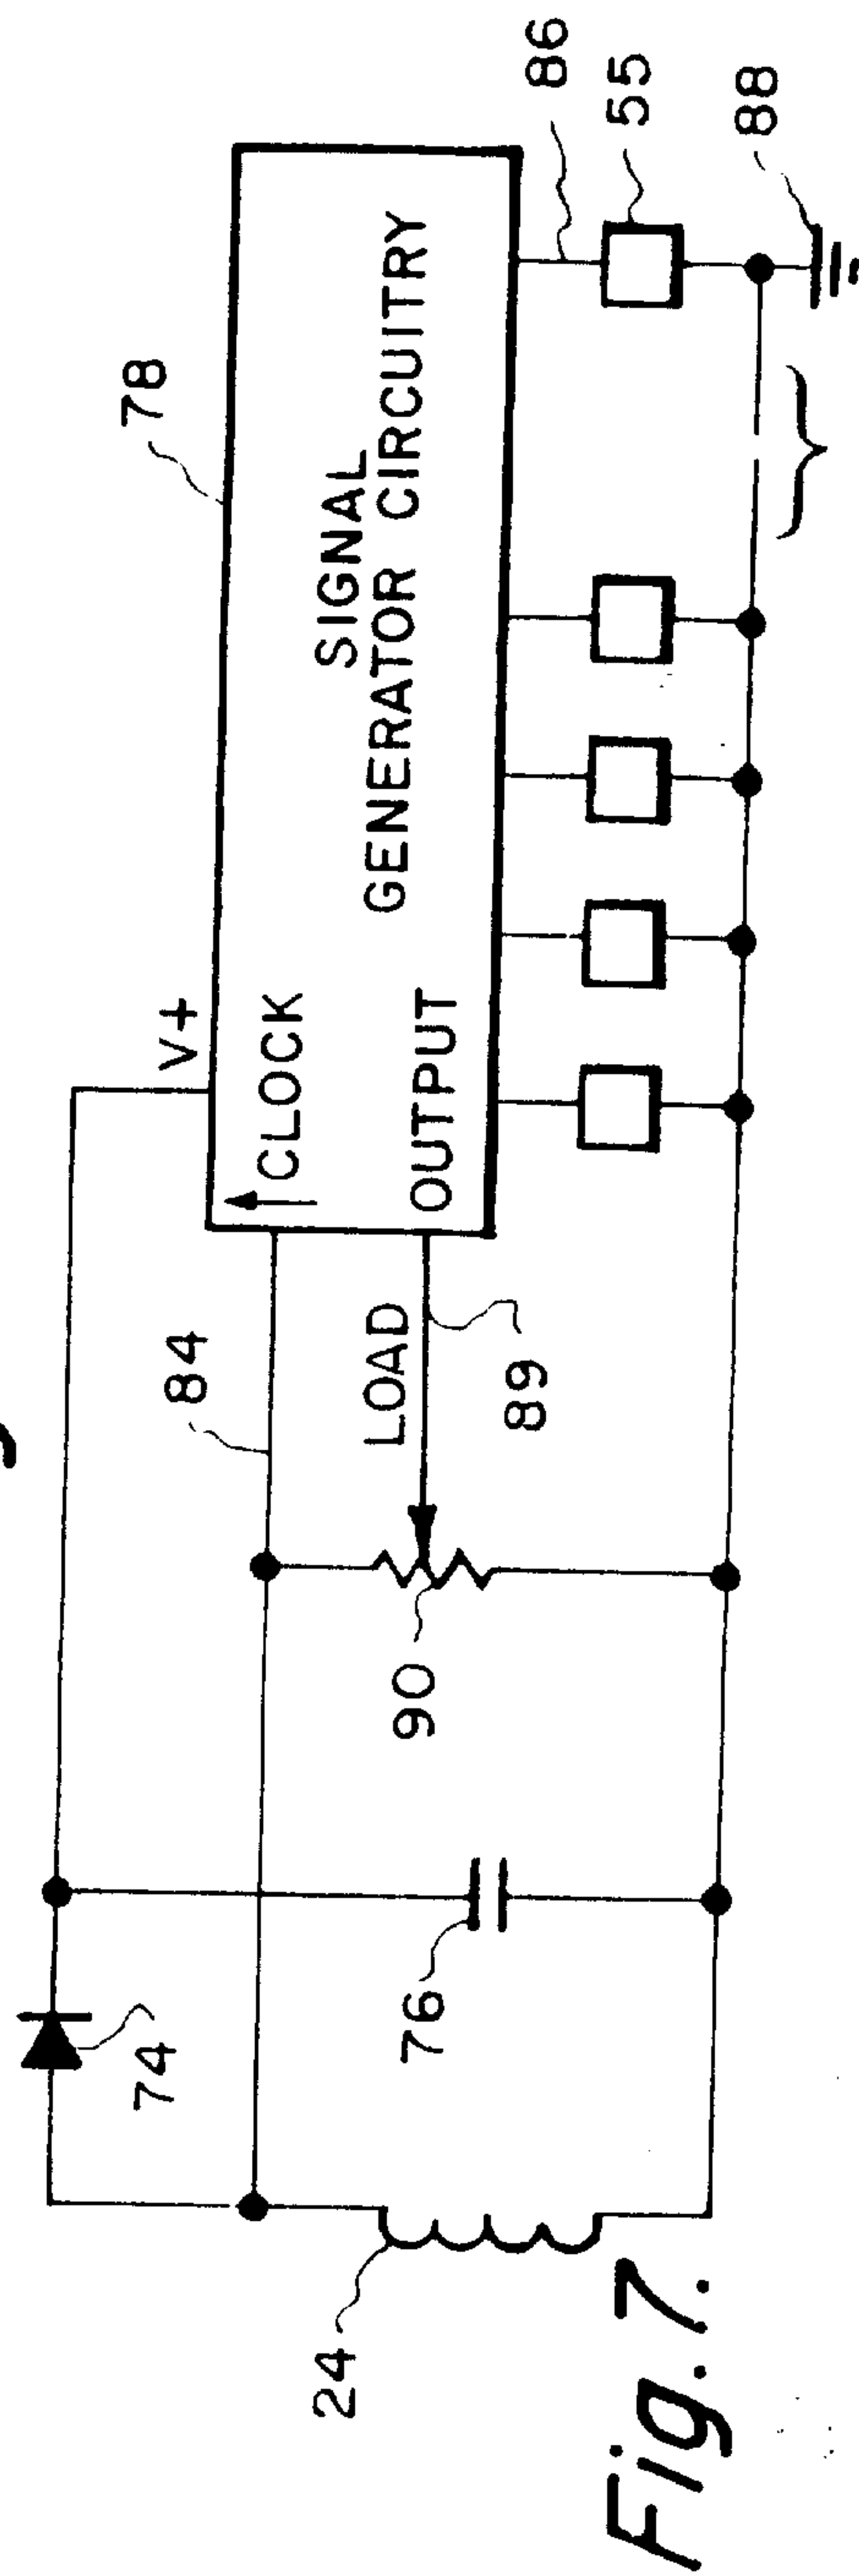 78
V+
CLOCK
SIGNAL
GENERATOR CIRCUITRY
OUTPUT
84
LOAD
89
86
55
88
74
90
76
24
Fig. 7.